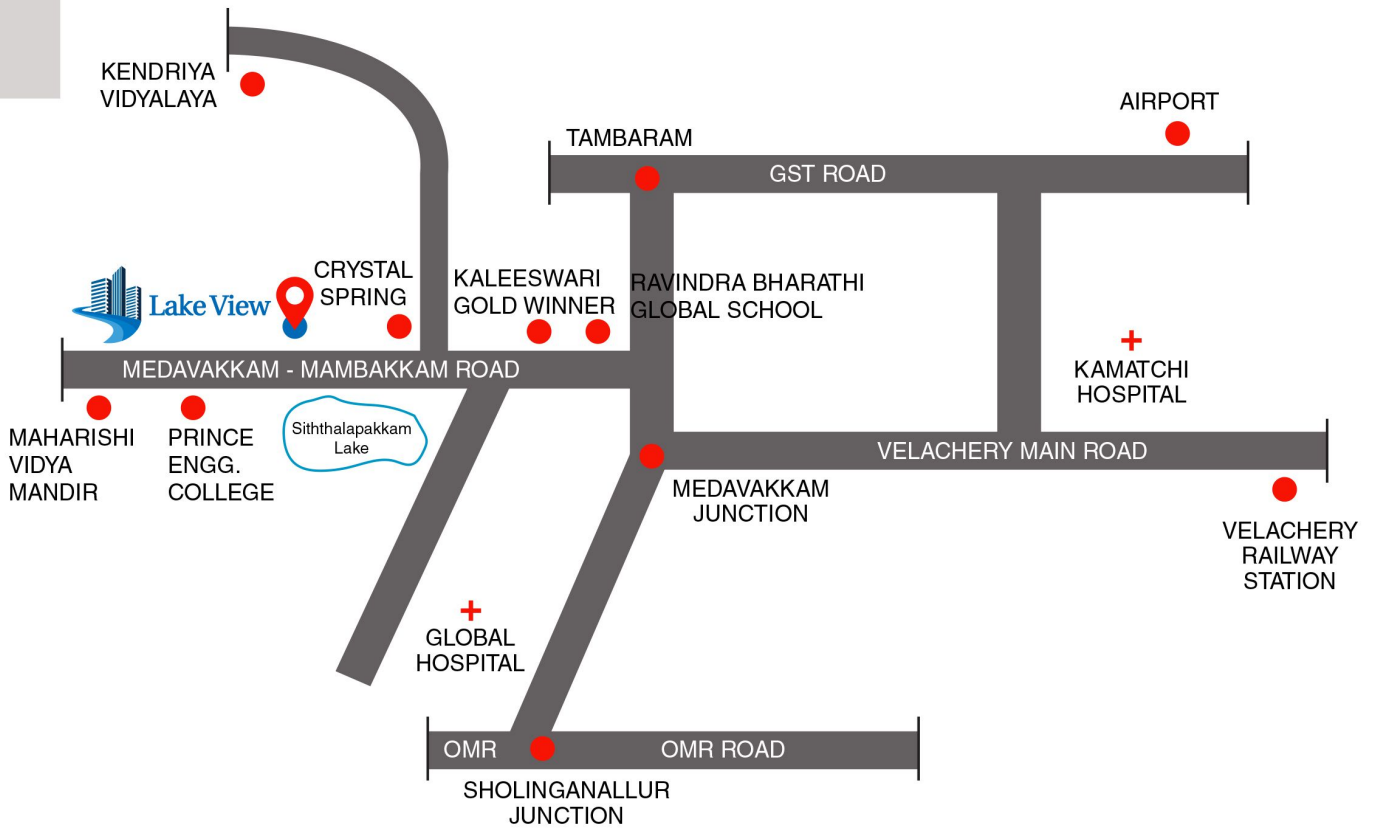 KENDRIYA
VIDYALAYA
AIRPORT
TAMBARAM
GST ROAD
Lake View
CRYSTAL
SPRING
KALEESWARI
GOLD WINNER
RAVINDRA BHARATHI
GLOBAL SCHOOL
MEDAVAKKAM - MAMBAKKAM ROAD
KAMATCHI
HOSPITAL
MAHARISHI
VIDYA
MANDIR
PRINCE
ENGG.
COLLEGE
Siththalapakkam
Lake
VELACHERY MAIN ROAD
MEDAVAKKAM
JUNCTION
VELACHERY
RAILWAY
STATION
GLOBAL
HOSPITAL
OMR
OMR ROAD
SHOLINGANALLUR
JUNCTION